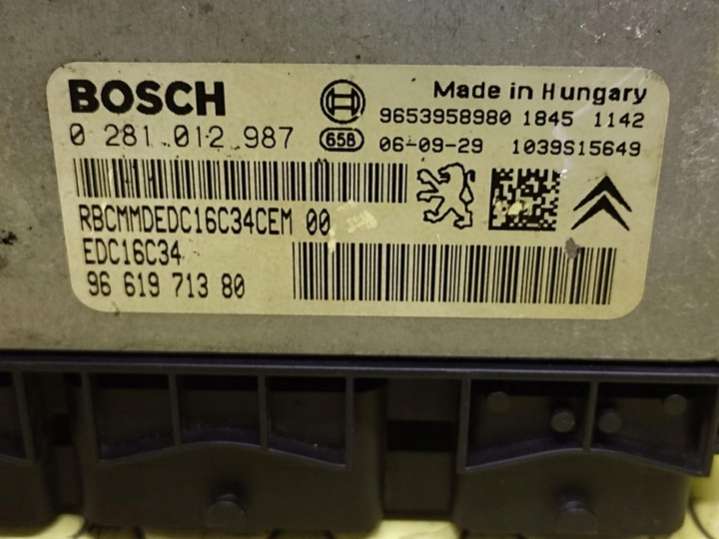 BOSCH
Made in Hungary
9653958980 1845 1142
0 281 012 987
658 06-09-29 1039S15649
RBCMMDEDC16C34CEM 00
EDC16C34
96 619 713 80